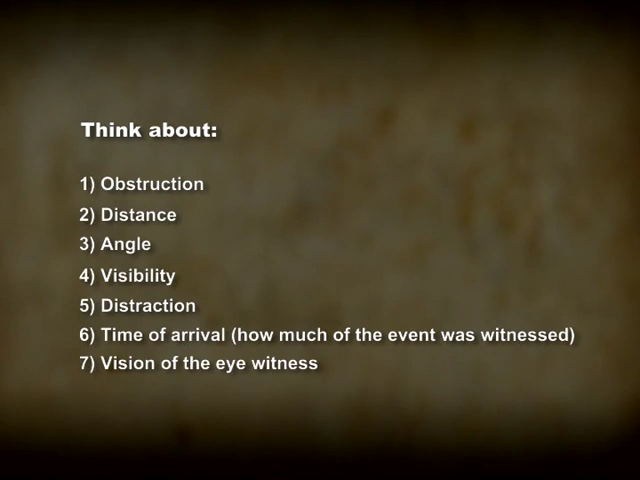 Think about:
1) Obstruction
2) Distance
3) Angle
4) Visibility
5) Distraction
6) Time of arrival (how much of the event was witnessed)
7) Vision of the eye witness